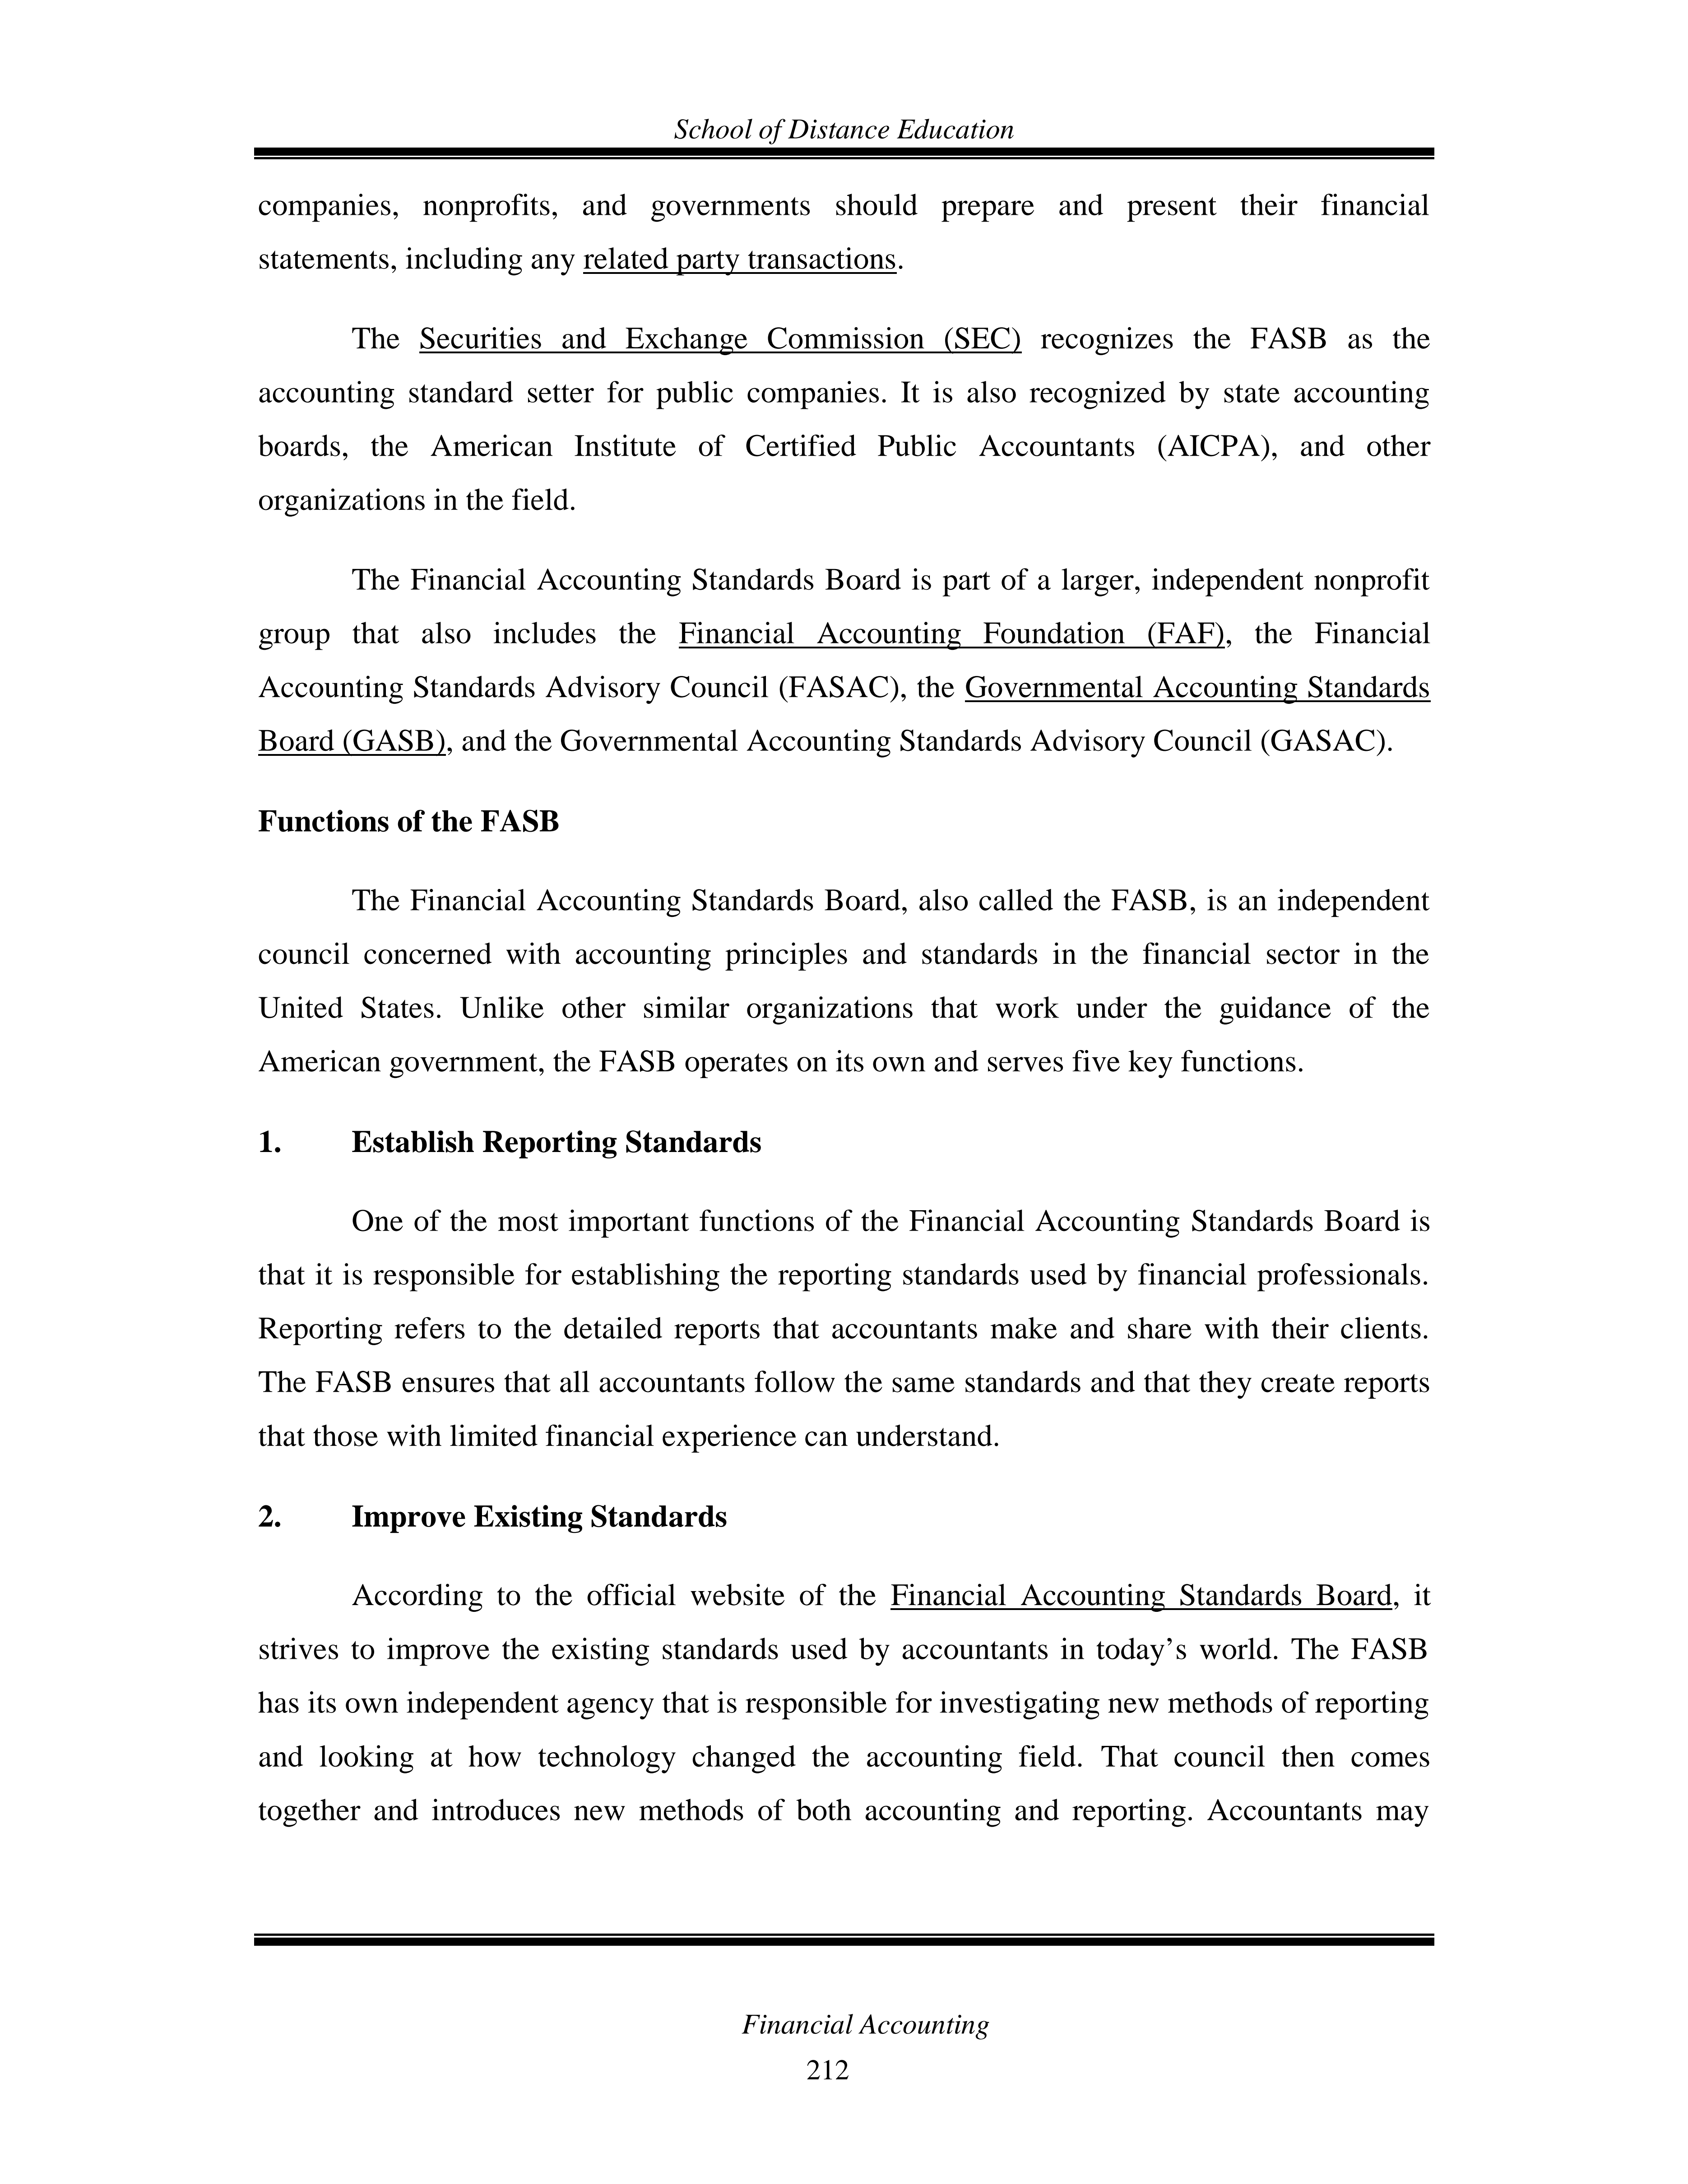 School of Distance Education
companies, nonprofits, and governments should prepare and present their financial
statements, including any related party transactions.
The Securities and Exchange Commission (SEC) recognizes the FASB as the
accounting standard setter for public companies. It is also recognized by state accounting
boards, the American Institute of Certified Public Accountants (AICPA), and other
organizations in the field.
The Financial Accounting Standards Board is part of a larger, independent nonprofit
group that also includes the Financial Accounting Foundation (FAF), the Financial
Accounting Standards Advisory Council (FASAC), the Governmental Accounting Standards
Board (GASB), and the Governmental Accounting Standards Advisory Council (GASAC).
Functions of the FASB
The Financial Accounting Standards Board, also called the FASB, is an independent
council concerned with accounting principles and standards in the financial sector in the
United States. Unlike other similar organizations that work under the guidance of the
American government, the FASB operates on its own and serves five key functions.
1. Establish Reporting Standards
One of the most important functions of the Financial Accounting Standards Board is
that it is responsible for establishing the reporting standards used by financial professionals.
Reporting refers to the detailed reports that accountants make and share with their clients.
The FASB ensures that all accountants follow the same standards and that they create reports
that those with limited financial experience can understand.
2. Improve Existing Standards
According to the official website of the Financial Accounting Standards Board, it
strives to improve the existing standards used by accountants in today’s world. The FASB
has its own independent agency that is responsible for investigating new methods of reporting
and looking at how technology changed the accounting field. That council then comes
together and introduces new methods of both accounting and reporting. Accountants may
Financial Accounting
212